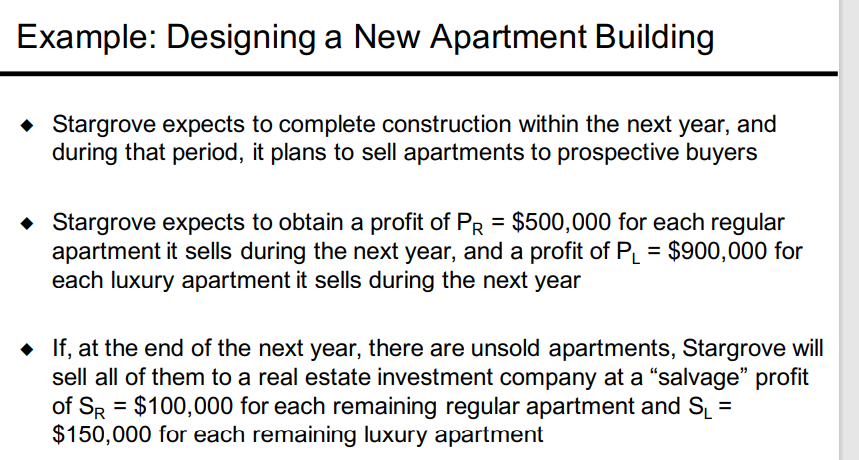 Example: Designing a New Apartment Building
◆ Stargrove expects to complete construction within the next year, and
during that period, it plans to sell apartments to prospective buyers
◆ Stargrove expects to obtain a profit of PR = $500,000 for each regular
apartment it sells during the next year, and a profit of PL = $900,000 for
each luxury apartment it sells during the next year
◆ If, at the end of the next year, there are unsold apartments, Stargrove will
sell all of them to a real estate investment company at a “salvage” profit
of SR = $100,000 for each remaining regular apartment and SL =
$150,000 for each remaining luxury apartment